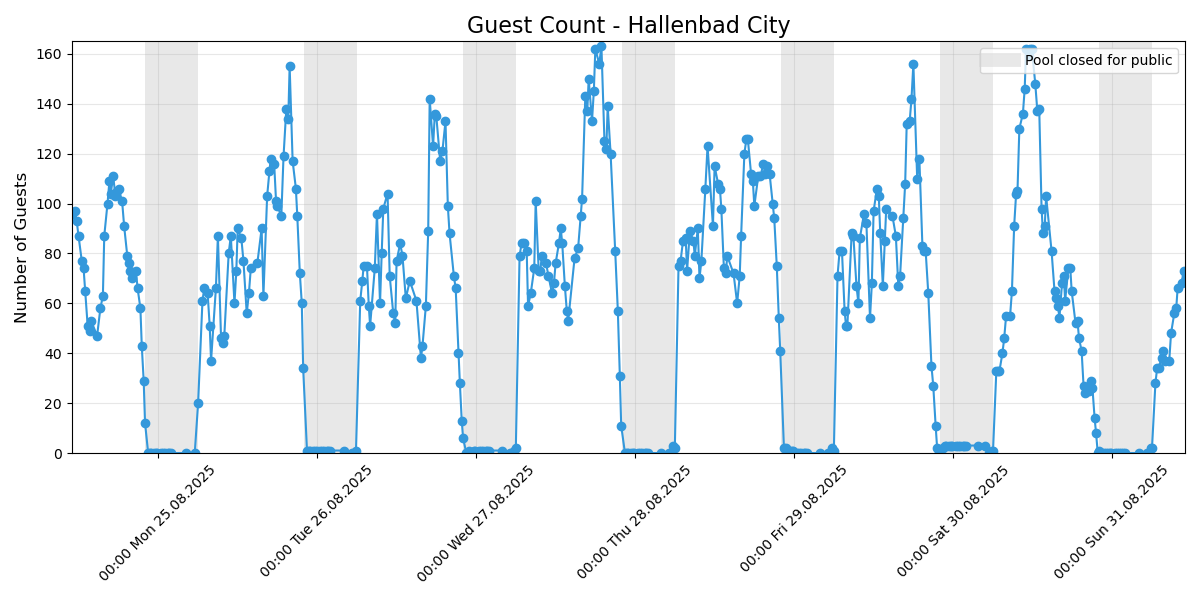 Guest Count - Hallenbad City
Pool closed for public
Number of Guests
160
140
120
100
80
60
40
20
0
00:00 Mon 25.08.2025
00:00 Tue 26.08.2025
00:00 Wed 27.08.2025
00:00 Thu 28.08.2025
00:00 Fri 29.08.2025
00:00 Sat 30.08.2025
00:00 Sun 31.08.2025